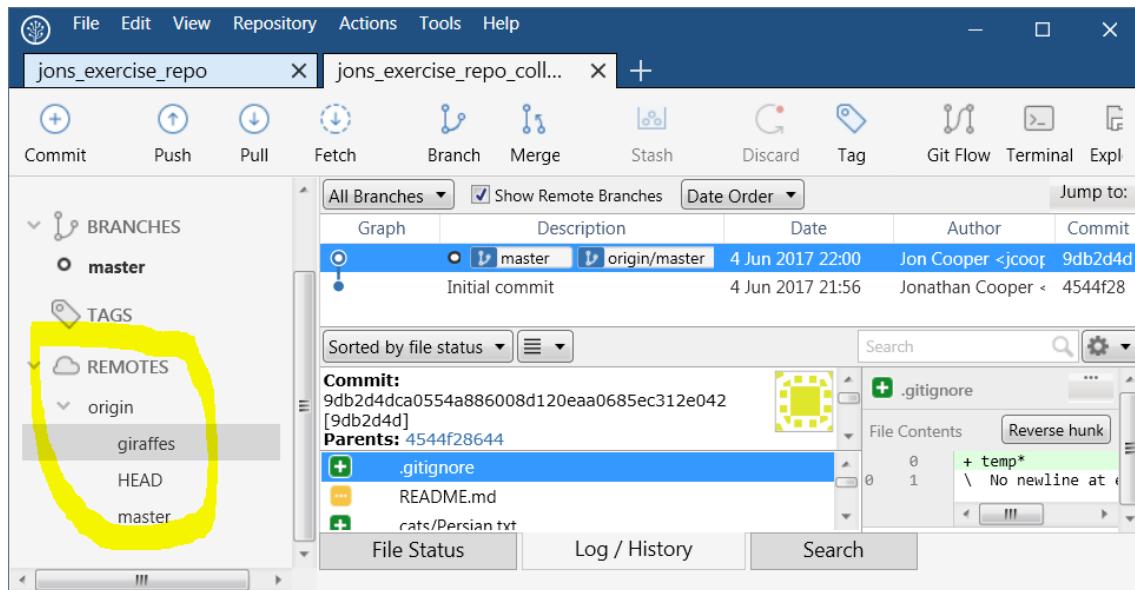 File Edit View Repository Actions Tools Help
jons_exercise_repo jons_exercise_repo_coll...
Commit Push Pull Fetch Branch Merge Stash Discard Tag Git Flow Terminal Expl
All Branches Show Remote Branches Date Order Jump to:
Graph Description Date Author Commit
master origin/master 4 Jun 2017 22:00 Jon Cooper <jcoop 9db2d4d
Initial commit 4 Jun 2017 21:56 Jonathan Cooper < 4544f28
BRANCHES
master
TAGS
REMOTES
origin
giraffes
HEAD
master
Sorted by file status Search
Commit:
9db2d4dca0554a886008d120eaa0685ec312e042
[9db2d4d]
Parents: 4544f28644
.gitignore
README.md
cats/Persian.txt
.gitignore
File Contents Reverse hunk
0 + temp*
0 1 \ No newline at e
File Status Log / History Search